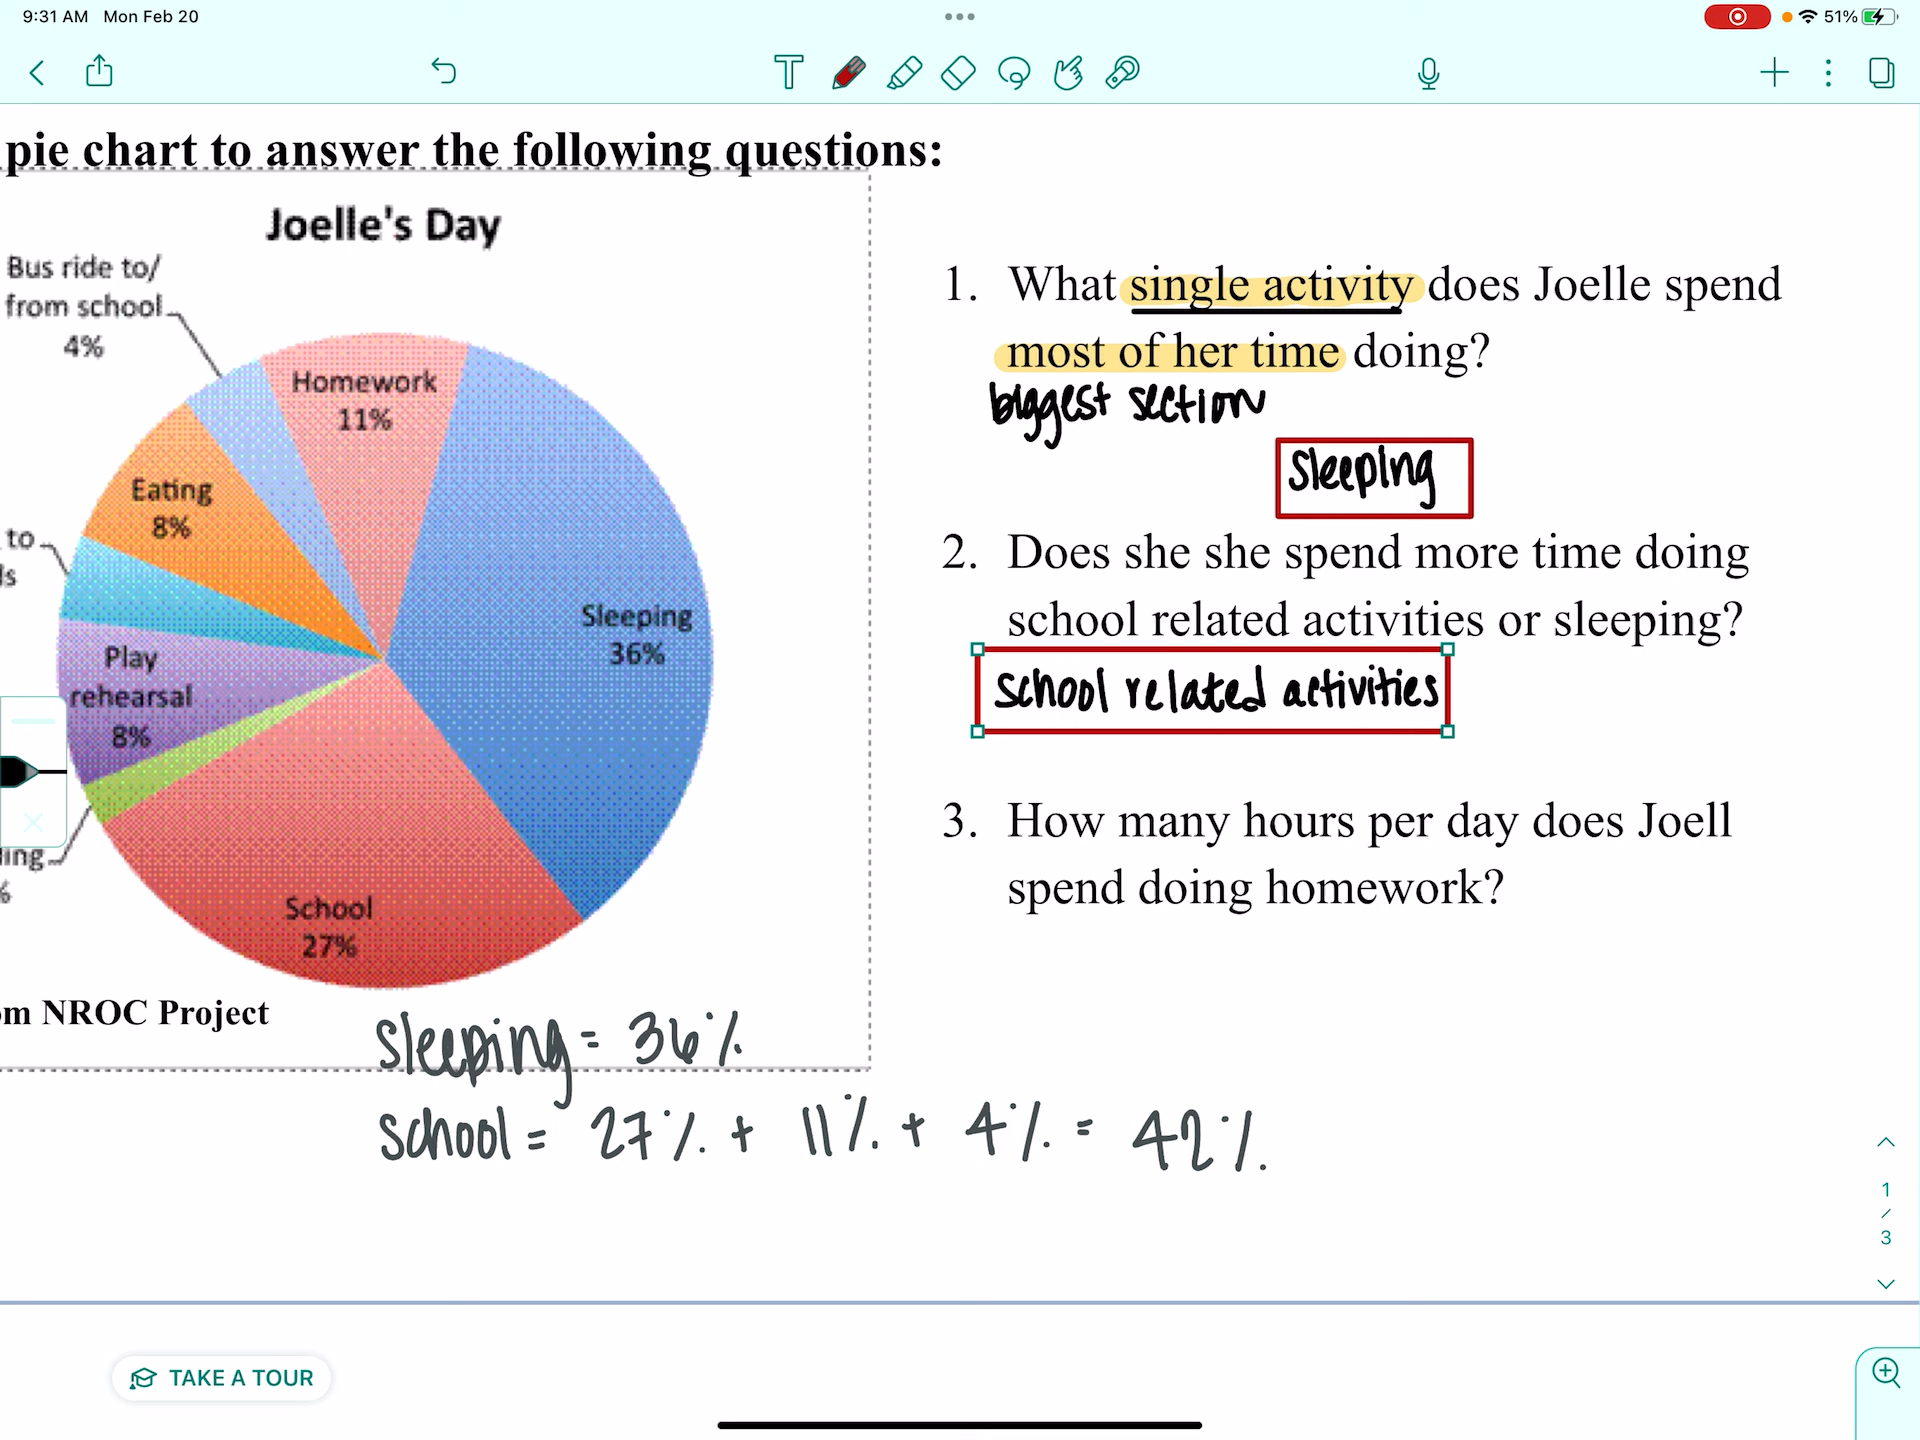 9:31 AM Mon Feb 20
51%
pie chart to answer the following questions:
Joelle's Day
Bus ride to/
from school
4%
Homework
11%
Eating
8%
to
ls
Play
rehearsal
8%
Sleeping
36%
ing
%
School
27%
om NROC Project
1. What single activity does Joelle spend
most of her time doing?
biggest section
Sleeping
2. Does she she spend more time doing
school related activities or sleeping?
School related activities
3. How many hours per day does Joell
spend doing homework?
Sleeping = 36%
School = 27% + 11% + 4% = 42%
1
/
3
TAKE A TOUR